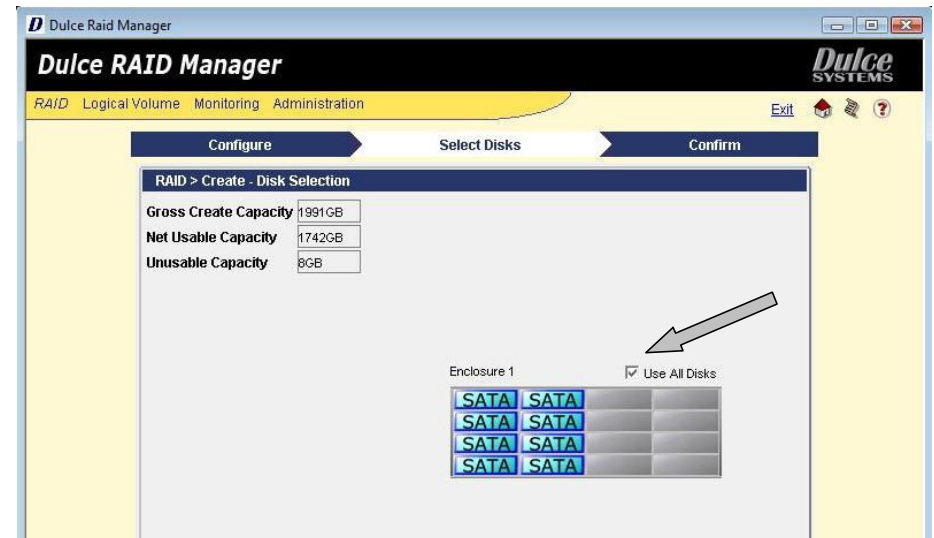 D Dulce Raid Manager
Dulce RAID Manager
Dulce
SYSTEMS
RAID Logical Volume Monitoring Administration
Exit ?
Configure Select Disks Confirm
RAID > Create - Disk Selection
Gross Create Capacity 1991GB
Net Usable Capacity 1742GB
Unusable Capacity 8GB
Enclosure 1 Use All Disks
SATA SATA
SATA SATA
SATA SATA
SATA SATA